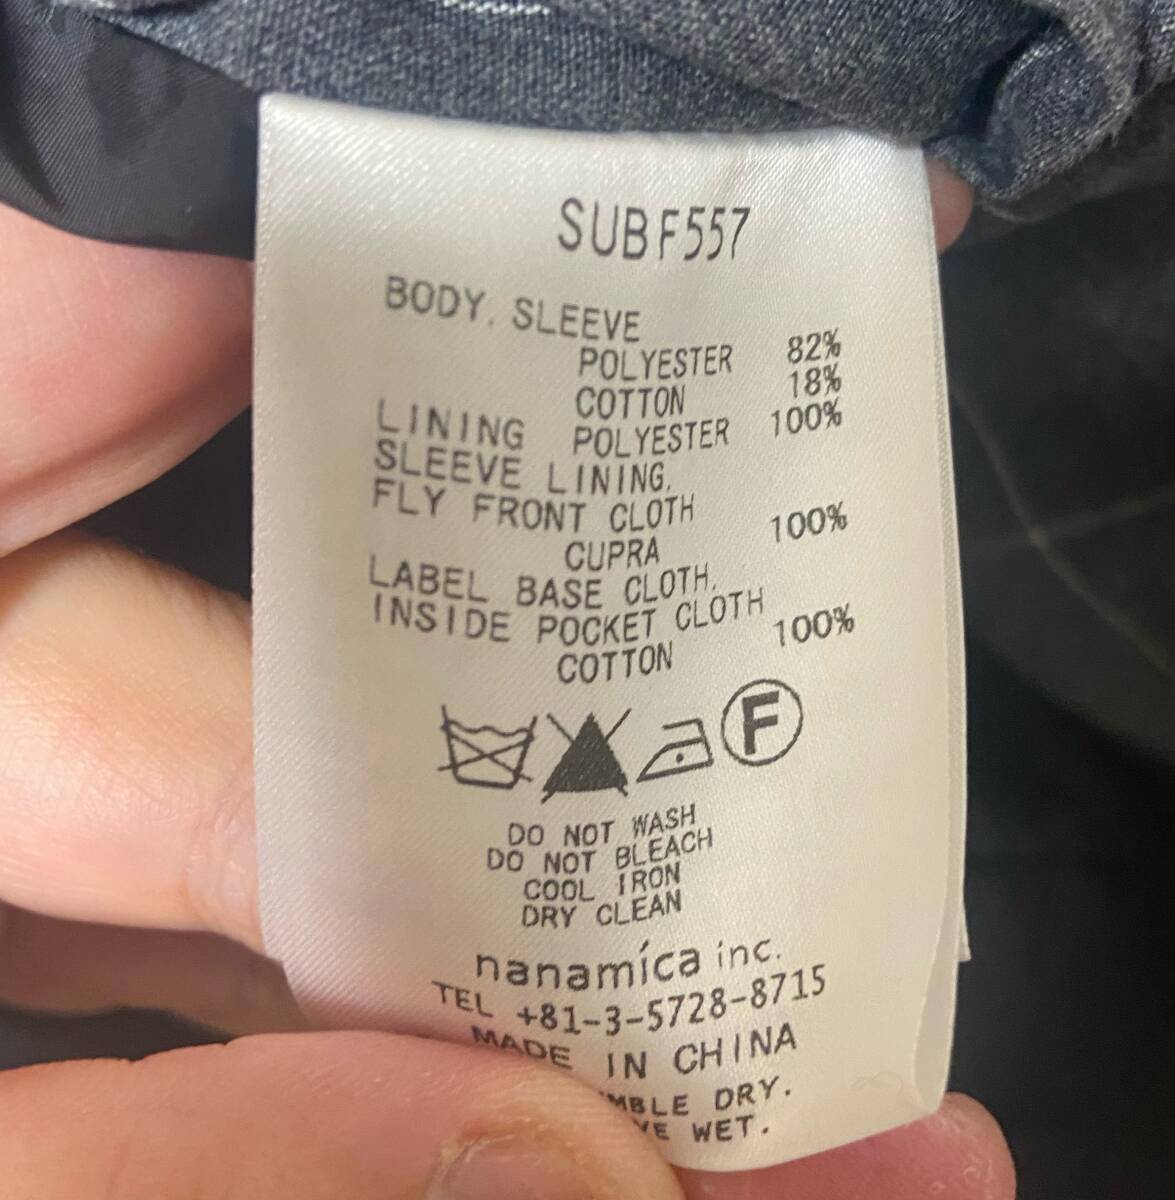 SUBF557
BODY. SLEEVE
POLYESTER 82%
COTTON 18%
LINING POLYESTER 100%
SLEEVE LINING.
FLY FRONT CLOTH
CUPRA 100%
LABEL BASE CLOTH.
INSIDE POCKET CLOTH
COTTON 100%
F
DO NOT WASH
DO NOT BLEACH
COOL IRON
DRY CLEAN
nanamíca inc.
TEL +81-3-5728-8715
MADE IN CHINA
DRY.
WET.